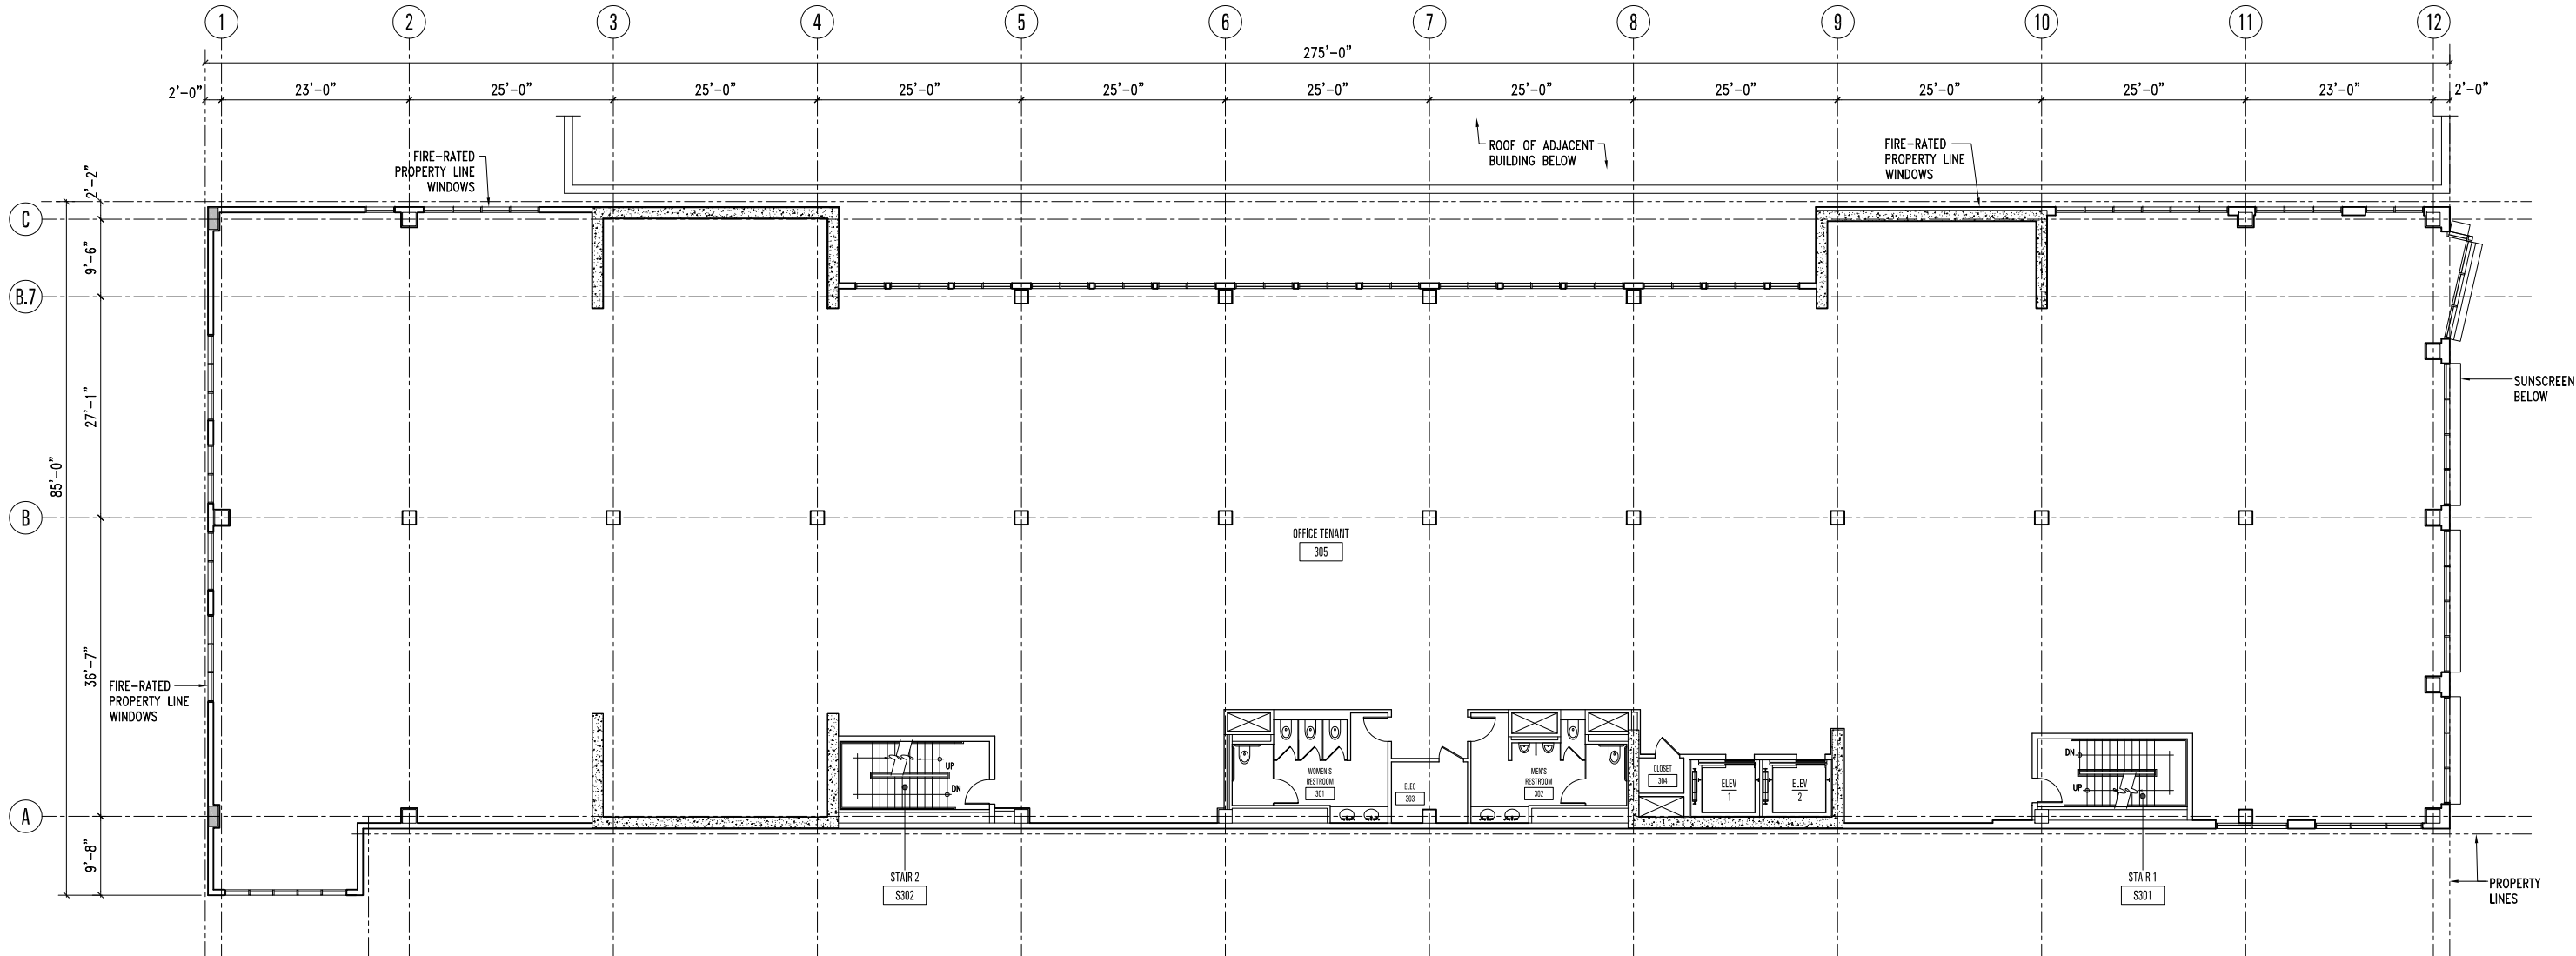 1 2 3 4 5 6 7 8 9 10 11 12
275'-0"
2'-0" 23'-0" 25'-0" 25'-0" 25'-0" 25'-0" 25'-0" 25'-0" 25'-0" 25'-0" 25'-0" 23'-0" 2'-0"
FIRE-RATED
PROPERTY LINE
WINDOWS
ROOF OF ADJACENT
BUILDING BELOW
FIRE-RATED
PROPERTY LINE
WINDOWS
2'-2"
C
9'-6"
B.7
27'-1"
85'-0"
SUNSCREEN
BELOW
B
OFFICE TENANT
305
36'-7"
FIRE-RATED
PROPERTY LINE
WINDOWS
UP
DN
WOMEN'S
RESTROOM
301
ELEC
303
MEN'S
RESTROOM
302
CLOSET
304
ELEV
1
ELEV
2
DN
UP
A
9'-8"
STAIR 2
S302
STAIR 1
S301
PROPERTY
LINES